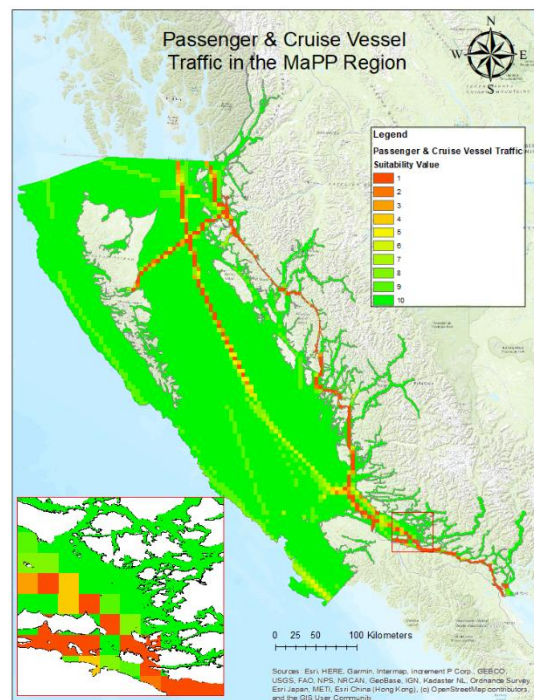 Passenger & Cruise Vessel
Traffic in the MaPP Region
N
W
E
S
Legend
Passenger & Cruise Vessel Traffic
Suitability Value
1
2
3
4
5
6
7
8
9
10
0 25 50 100 Kilometers
Sources: Esri, HERE, Garmin, Intermap, increment P Corp., GEBCO,
USGS, FAO, NPS, NRCAN, GeoBase, IGN, Kadaster NL, Ordnance Survey,
Esri Japan, METI, Esri China (Hong Kong), (c) OpenStreetMap contributors,
and the GIS User Community